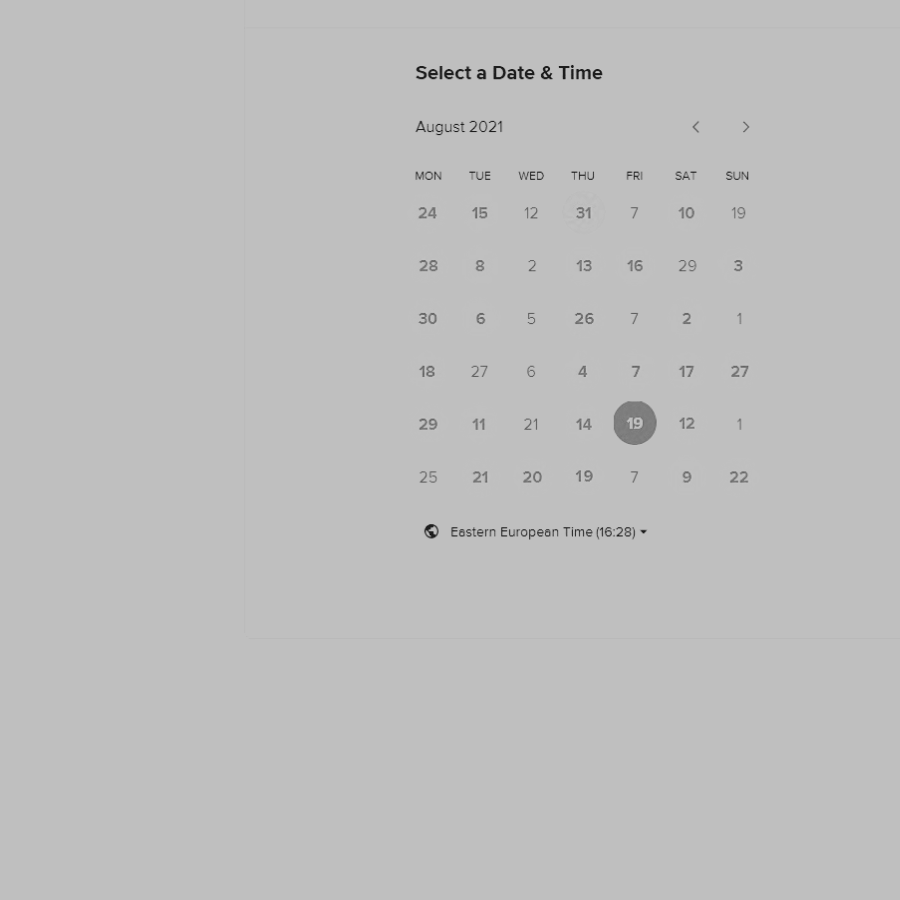 Select a Date & Time
August 2021
MON TUE WED THU FRI SAT SUN
24 15 12 31 7 10 19
28 8 2 13 16 29 3
30 6 5 26 7 2 1
18 27 6 4 7 17 27
29 11 21 14 19 12 1
25 21 20 19 7 9 22
Eastern European Time (16:28)